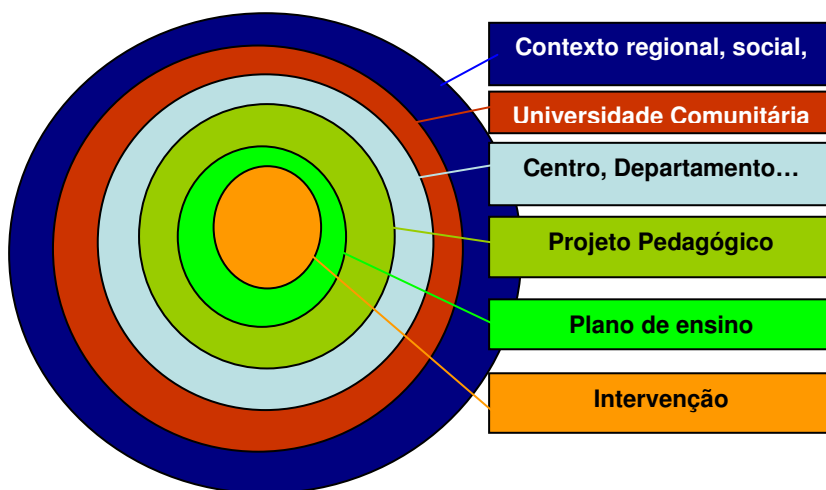 Contexto regional, social,
Universidade Comunitária
Centro, Departamento…
Projeto Pedagógico
Plano de ensino
Intervenção